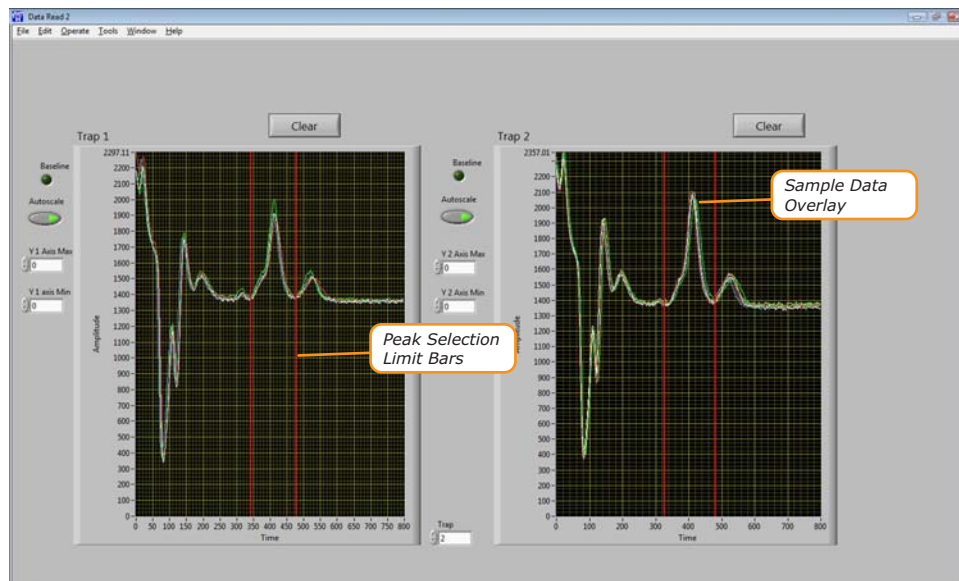 Data Read 2
File Edit Operate Tools Window Help
Clear
Clear
Trap 1
Trap 2
Baseline
Autoscale
Y 1 Axis Max
0
Y 1 axis Min
0
2297.11
2200
2100
2000
1900
1800
1700
1600
1500
1400
1300
1200
1100
1000
900
800
700
600
500
400
300
200
100
0
Amplitude
0 50 100 150 200 250 300 350 400 450 500 550 600 650 700 750 800
Time
Peak Selection
Limit Bars
Baseline
Autoscale
Y 2 Axis Max
0
Y 2 Axis Min
0
Trap
2
2357.01
2200
2100
2000
1900
1800
1700
1600
1500
1400
1300
1200
1100
1000
900
800
700
600
500
400
300
200
100
0
Amplitude
0 100 200 300 400 500 600 700 800
Time
Sample Data
Overlay